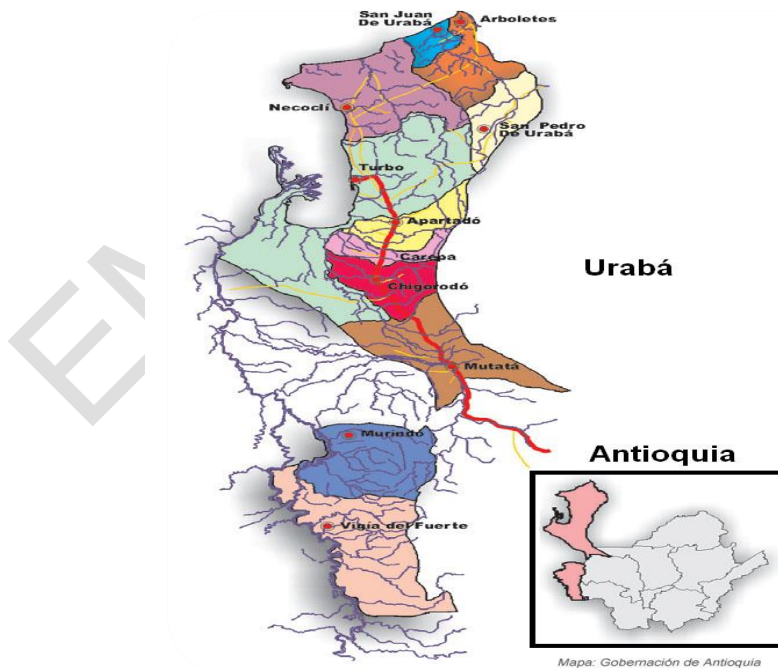 San Juan
De Urabá
Arboletes
Necoclí
San Pedro
De Urabá
Turbo
Apartadó
Carepa
Urabá
Chigorodó
Mutatá
Murindó
Antioquia
Vigía del Fuerte
Mapa: Gobernación de Antioquia